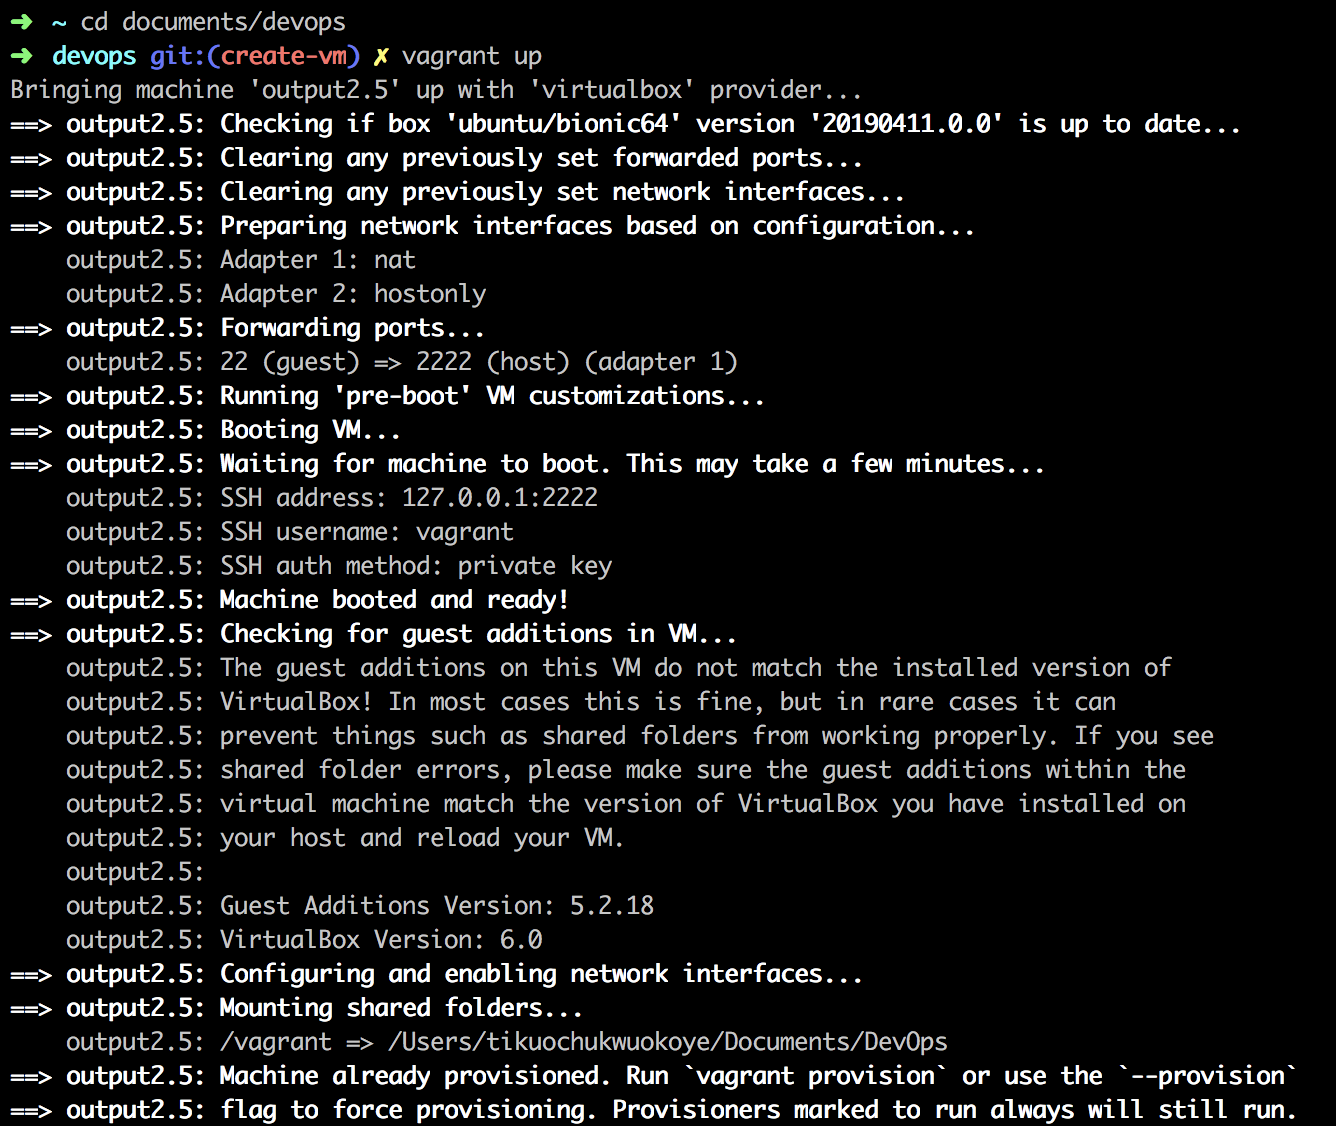 ➜  ~ cd documents/devops
➜  devops git:(create-vm) ✗ vagrant up
Bringing machine 'output2.5' up with 'virtualbox' provider...
==> output2.5: Checking if box 'ubuntu/bionic64' version '20190411.0.0' is up to date...
==> output2.5: Clearing any previously set forwarded ports...
==> output2.5: Clearing any previously set network interfaces...
==> output2.5: Preparing network interfaces based on configuration...
    output2.5: Adapter 1: nat
    output2.5: Adapter 2: hostonly
==> output2.5: Forwarding ports...
    output2.5: 22 (guest) => 2222 (host) (adapter 1)
==> output2.5: Running 'pre-boot' VM customizations...
==> output2.5: Booting VM...
==> output2.5: Waiting for machine to boot. This may take a few minutes...
    output2.5: SSH address: 127.0.0.1:2222
    output2.5: SSH username: vagrant
    output2.5: SSH auth method: private key
==> output2.5: Machine booted and ready!
==> output2.5: Checking for guest additions in VM...
    output2.5: The guest additions on this VM do not match the installed version of
    output2.5: VirtualBox! In most cases this is fine, but in rare cases it can
    output2.5: prevent things such as shared folders from working properly. If you see
    output2.5: shared folder errors, please make sure the guest additions within the
    output2.5: virtual machine match the version of VirtualBox you have installed on
    output2.5: your host and reload your VM.
    output2.5:
    output2.5: Guest Additions Version: 5.2.18
    output2.5: VirtualBox Version: 6.0
==> output2.5: Configuring and enabling network interfaces...
==> output2.5: Mounting shared folders...
    output2.5: /vagrant => /Users/tikuochukwuokoye/Documents/DevOps
==> output2.5: Machine already provisioned. Run `vagrant provision` or use the `--provision`
==> output2.5: flag to force provisioning. Provisioners marked to run always will still run.